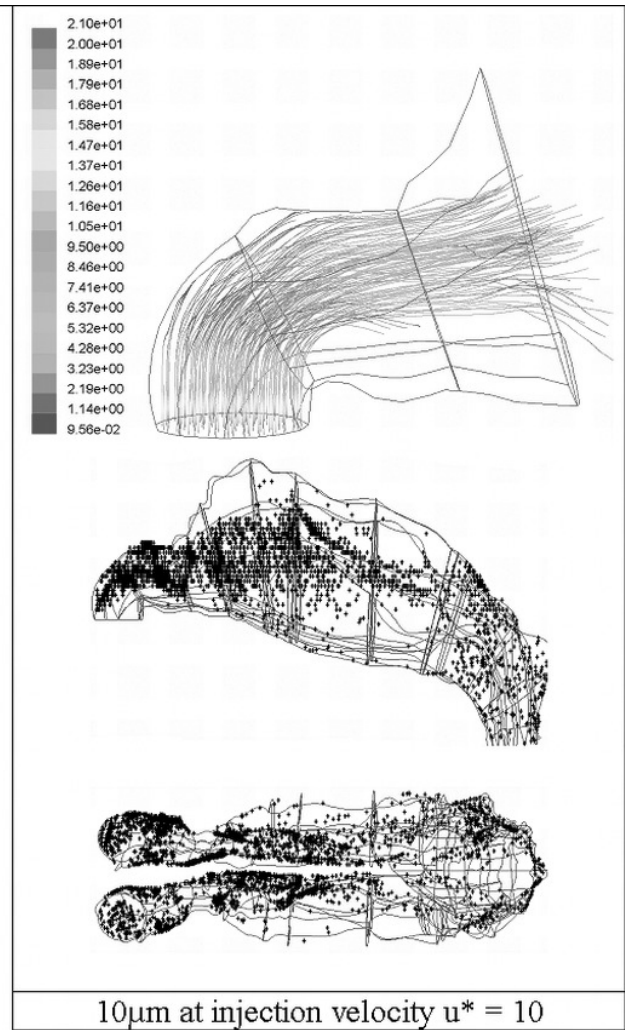 2.10e+01
2.00e+01
1.89e+01
1.79e+01
1.68e+01
1.58e+01
1.47e+01
1.37e+01
1.26e+01
1.16e+01
1.05e+01
9.50e+00
8.46e+00
7.41e+00
6.37e+00
5.32e+00
4.28e+00
3.23e+00
2.19e+00
1.14e+00
9.56e-02
10μm at injection velocity u* = 10